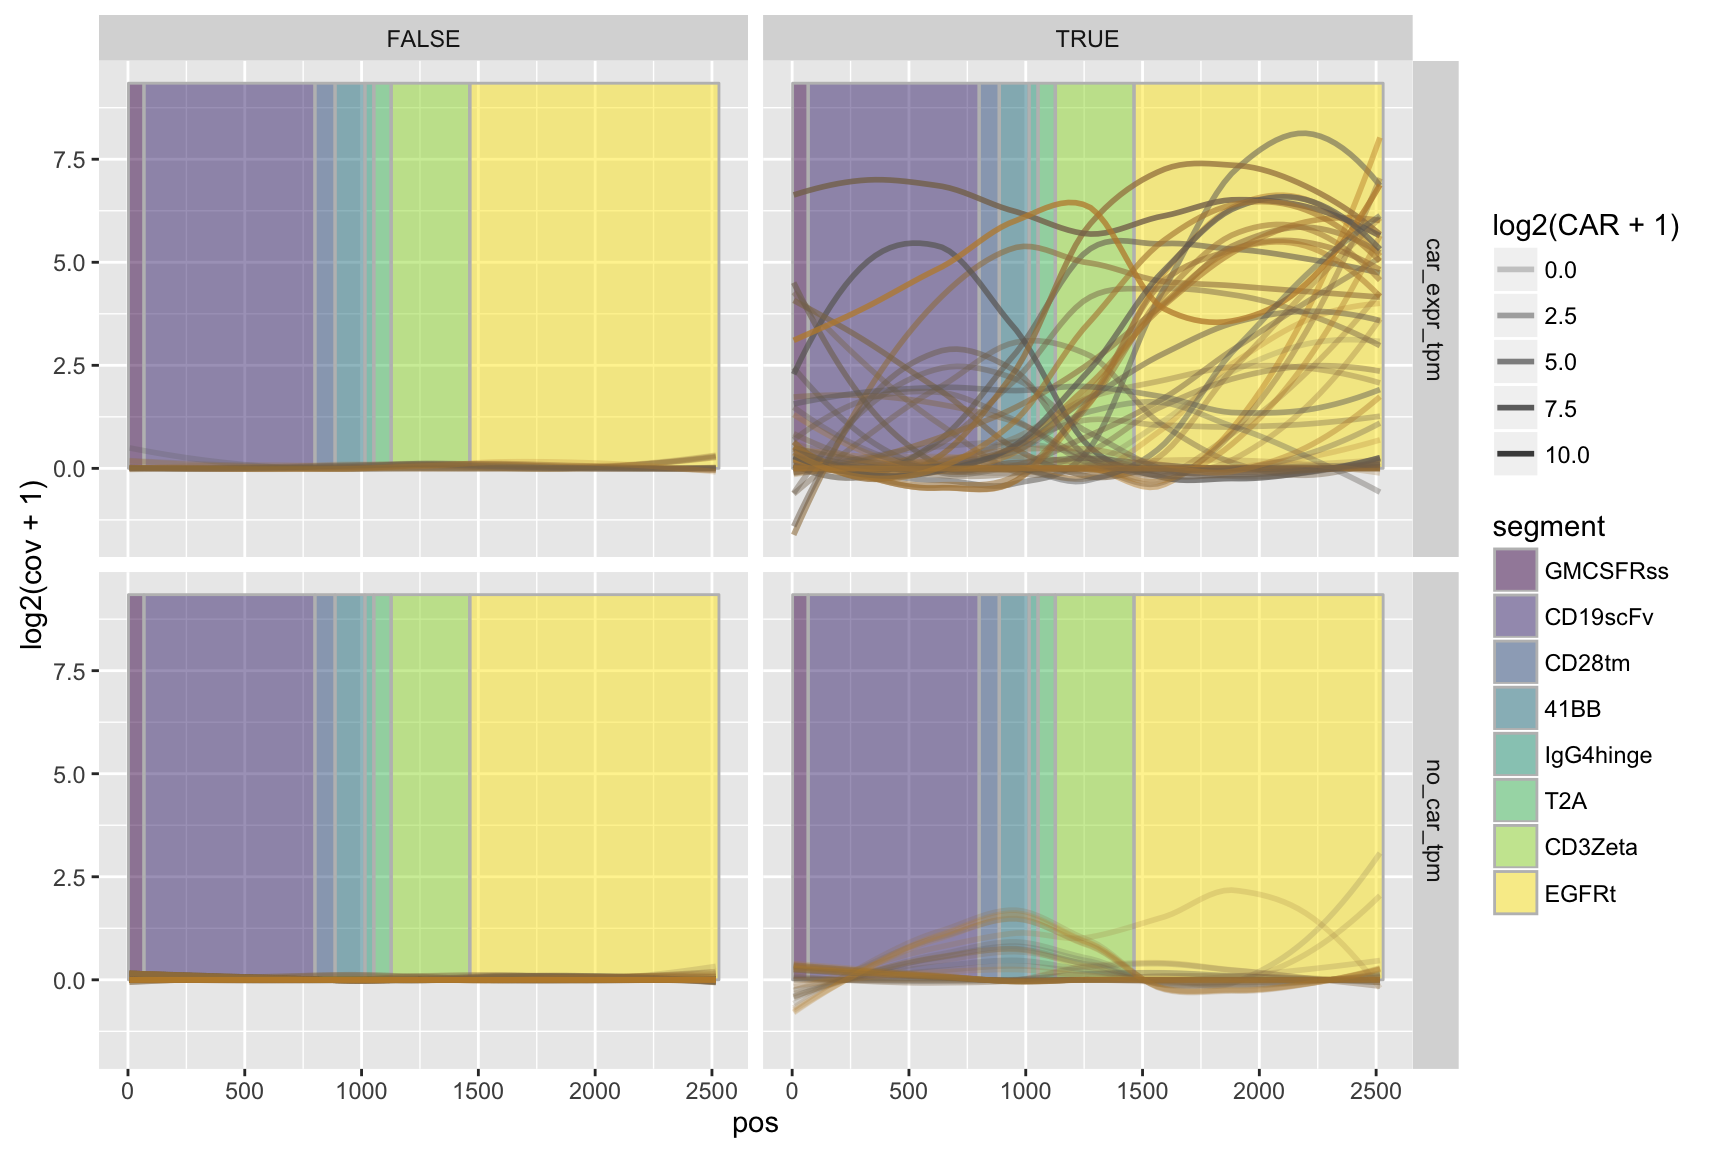 FALSE
TRUE
car_expr_tpm
no_car_tpm
log2(cov + 1)
7.5
5.0
2.5
0.0
7.5
5.0
2.5
0.0
0
500
1000
1500
2000
2500
0
500
1000
1500
2000
2500
pos
log2(CAR + 1)
0.0
2.5
5.0
7.5
10.0
segment
GMCSFRss
CD19scFv
CD28tm
41BB
IgG4hinge
T2A
CD3Zeta
EGFRt